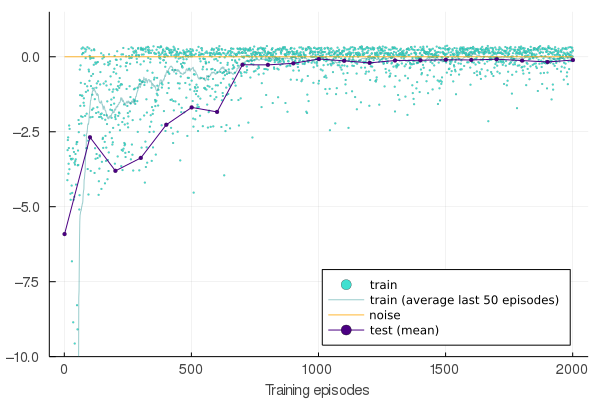 0.0
−2.5
−5.0
−7.5
−10.0
train
train (average last 50 episodes)
noise
test (mean)
0 500 1000 1500 2000
Training episodes